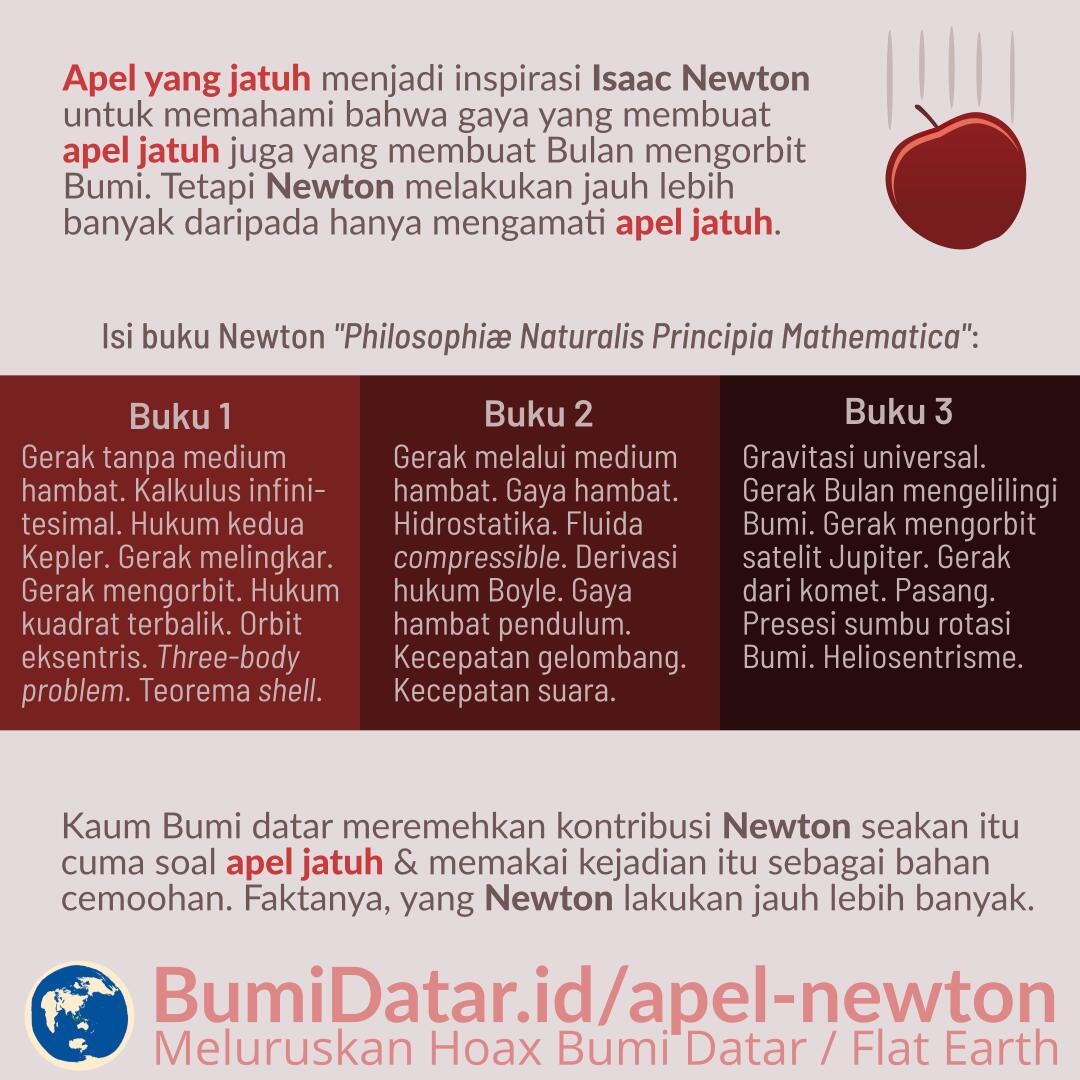 Apel yang jatuh menjadi inspirasi Isaac Newton
untuk memahami bahwa gaya yang membuat
apel jatuh juga yang membuat Bulan mengorbit
Bumi. Tetapi Newton melakukan jauh lebih
banyak daripada hanya mengamati apel jatuh.
Isi buku Newton "Philosophiæ Naturalis Principia Mathematica":
Buku 1
Gerak tanpa medium
hambat. Kalkulus infini-
tesimal. Hukum kedua
Kepler. Gerak melingkar.
Gerak mengorbit. Hukum
kuadrat terbalik. Orbit
eksentris. Three-body
problem. Teorema shell.
Buku 2
Gerak melalui medium
hambat. Gaya hambat.
Hidrostatika. Fluida
compressible. Derivasi
hukum Boyle. Gaya
hambat pendulum.
Kecepatan gelombang.
Kecepatan suara.
Buku 3
Gravitasi universal.
Gerak Bulan mengelilingi
Bumi. Gerak mengorbit
satelit Jupiter. Gerak
dari komet. Pasang.
Presesi sumbu rotasi
Bumi. Heliosentrisme.
Kaum Bumi datar meremehkan kontribusi Newton seakan itu
cuma soal apel jatuh & memakai kejadian itu sebagai bahan
cemoohan. Faktanya, yang Newton lakukan jauh lebih banyak.
BumiDatar.id/apel-newton
Meluruskan Hoax Bumi Datar / Flat Earth